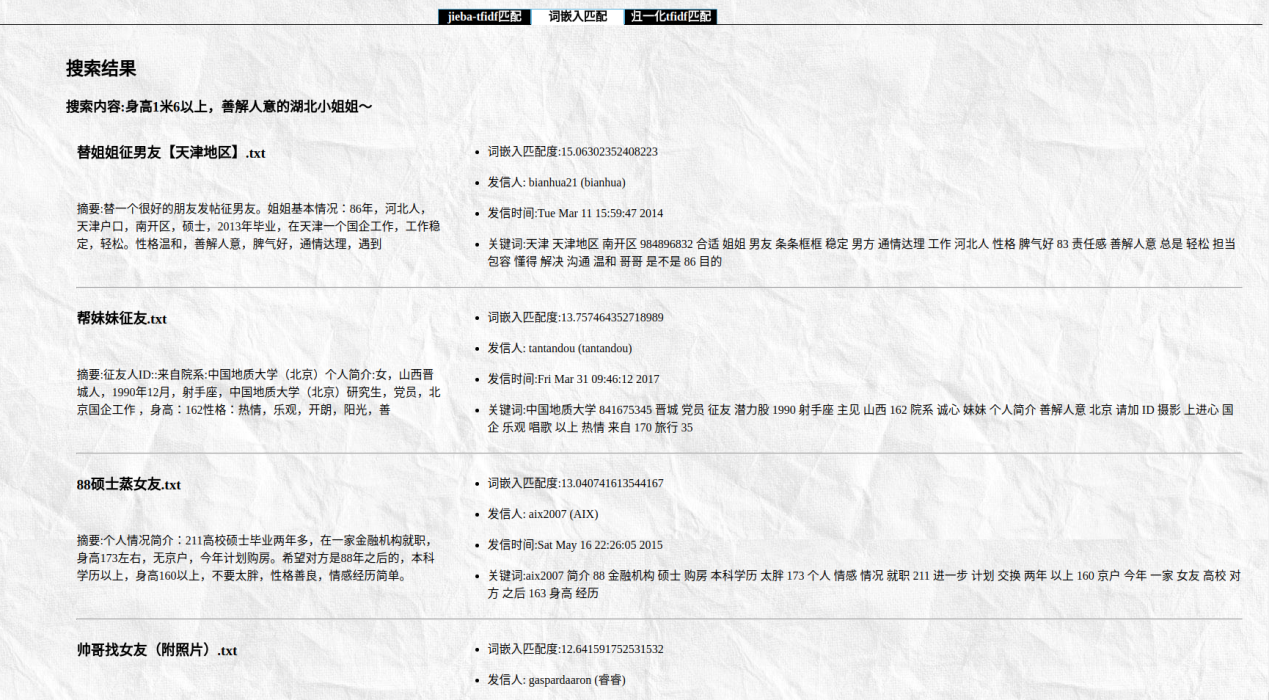 jieba-tfidf匹配 词嵌入匹配 归一化tfidf匹配
搜索结果
搜索内容:身高1米6以上，善解人意的湖北小姐姐～
替姐姐征男友【天津地区】.txt
摘要:替一个很好的朋友发帖征男友。姐姐基本情况：86年，河北人，
天津户口，南开区，硕士，2013年毕业，在天津一个国企工作，工作稳
定，轻松。性格温和，善解人意，脾气好，通情达理，遇到
词嵌入匹配度:15.06302352408223
发信人: bianhua21 (bianhua)
发信时间:Tue Mar 11 15:59:47 2014
关键词:天津 天津地区 南开区 984896832 合适 姐姐 男友 条条框框 稳定 男方 通情达理 工作 河北人 性格 脾气好 83 责任感 善解人意 总是 轻松 担当
包容 懂得 解决 沟通 温和 哥哥 是不是 86 目的
帮妹妹征友.txt
摘要:征友人ID::来自院系:中国地质大学（北京）个人简介:女，山西晋
城人，1990年12月，射手座，中国地质大学（北京）研究生，党员，北
京国企工作 ，身高：162性格：热情，乐观，开朗，阳光，善
词嵌入匹配度:13.757464352718989
发信人: tantandou (tantandou)
发信时间:Fri Mar 31 09:46:12 2017
关键词:中国地质大学 841675345 晋城 党员 征友 潜力股 1990 射手座 主见 山西 162 院系 诚心 妹妹 个人简介 善解人意 北京 请加 ID 摄影 上进心 国
企 乐观 唱歌 以上 热情 来自 170 旅行 35
88硕士蒸女友.txt
摘要:个人情况简介：211高校硕士毕业两年多，在一家金融机构就职，
身高173左右，无京户，今年计划购房。希望对方是88年之后的，本科
学历以上，身高160以上，不要太胖，性格善良，情感经历简单。
词嵌入匹配度:13.040741613544167
发信人: aix2007 (AIX)
发信时间:Sat May 16 22:26:05 2015
关键词:aix2007 简介 88 金融机构 硕士 购房 本科学历 太胖 173 个人 情感 情况 就职 211 进一步 计划 交换 两年 以上 160 京户 今年 一家 女友 高校 对
方 之后 163 身高 经历
帅哥找女友（附照片）.txt
词嵌入匹配度:12.641591752531532
发信人: gaspardaaron (睿睿)